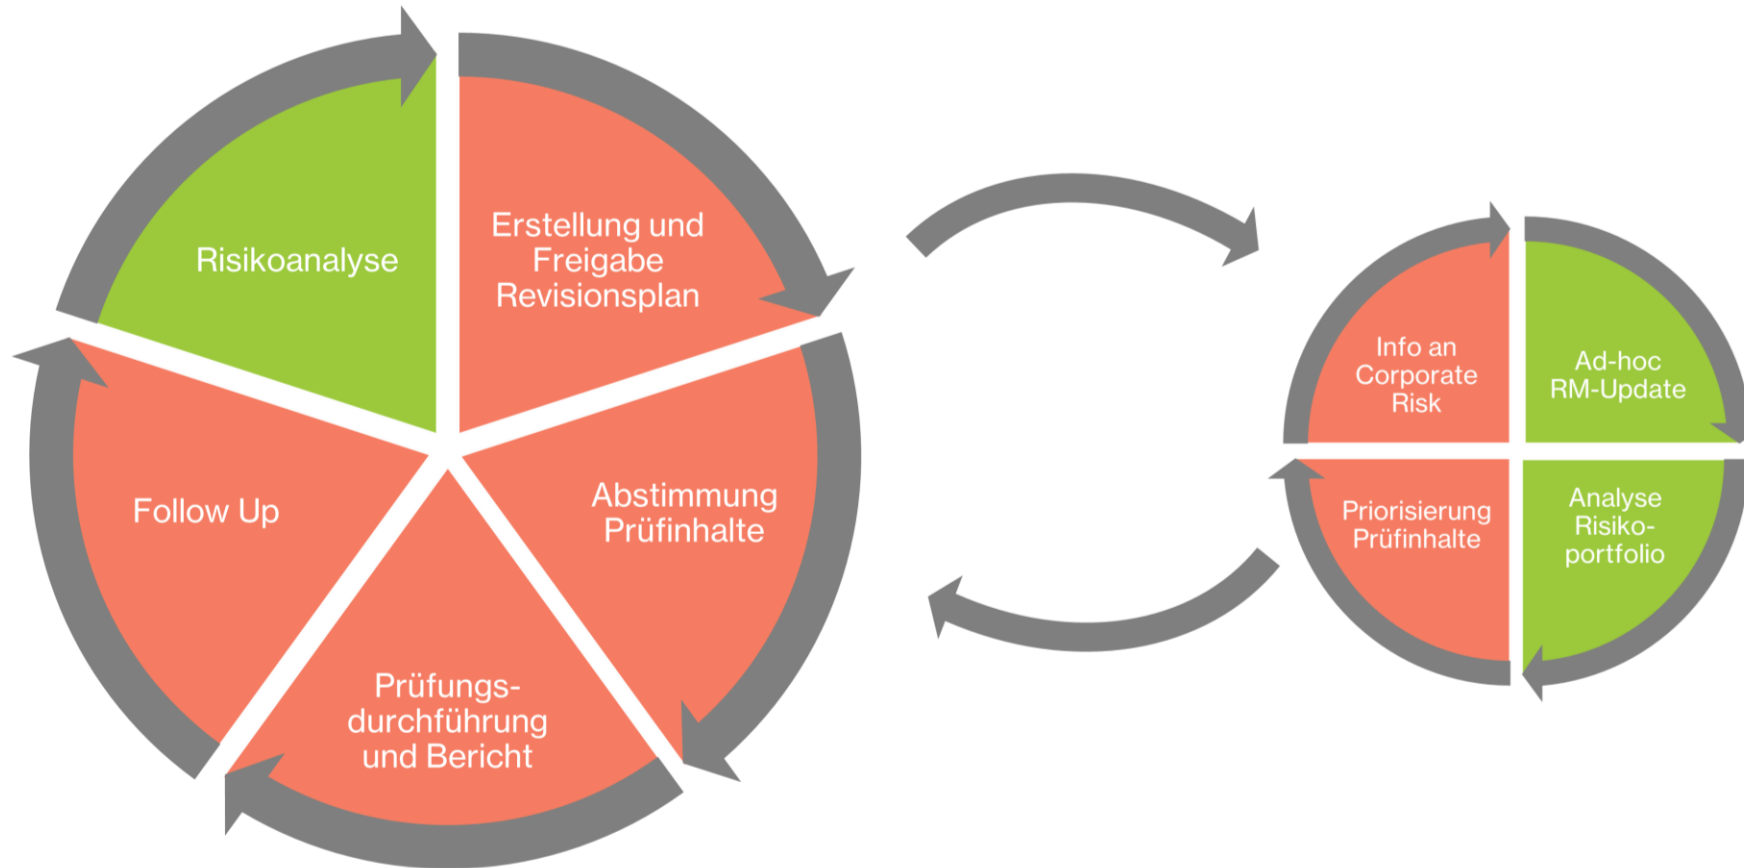 Risikoanalyse
Erstellung und
Freigabe
Revisionsplan
Abstimmung
Prüfinhalte
Prüfungs-
durchführung
und Bericht
Follow Up
Info an
Corporate
Risk
Ad-hoc
RM-Update
Analyse
Risiko-
portfolio
Priorisierung
Prüfinhalte